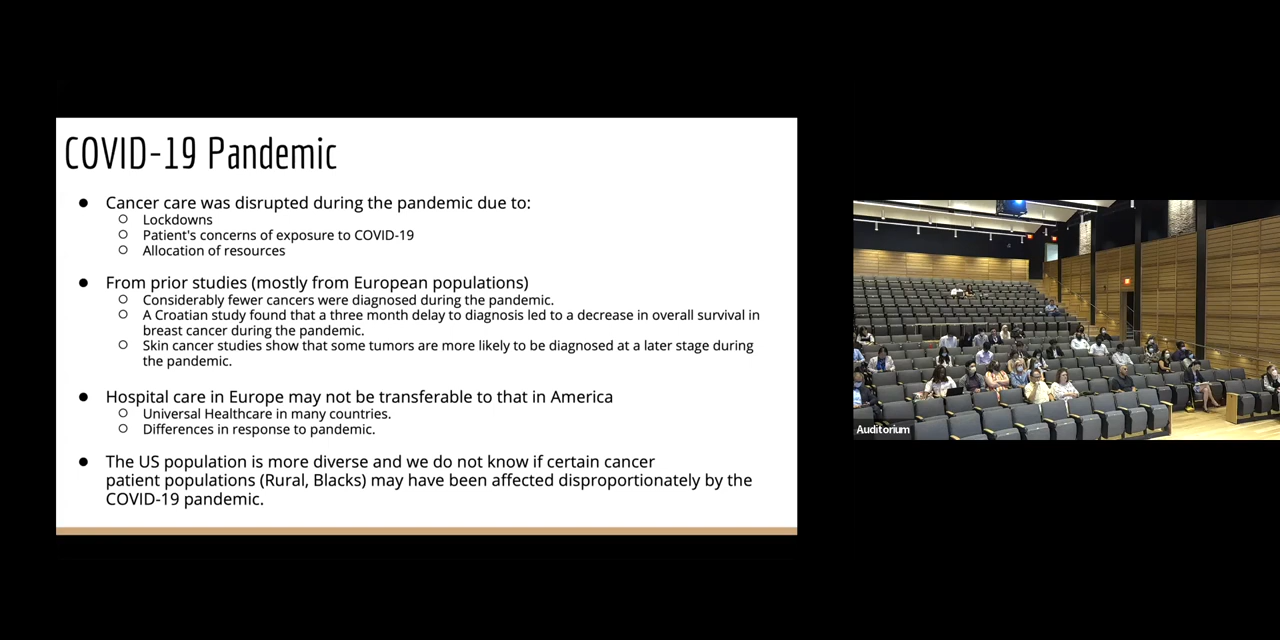 COVID-19 Pandemic
● Cancer care was disrupted during the pandemic due to:
○ Lockdowns
○ Patient's concerns of exposure to COVID-19
○ Allocation of resources
● From prior studies (mostly from European populations)
○ Considerably fewer cancers were diagnosed during the pandemic.
○ A Croatian study found that a three month delay to diagnosis led to a decrease in overall survival in
breast cancer during the pandemic.
○ Skin cancer studies show that some tumors are more likely to be diagnosed at a later stage during
the pandemic.
● Hospital care in Europe may not be transferable to that in America
○ Universal Healthcare in many countries.
○ Differences in response to pandemic.
● The US population is more diverse and we do not know if certain cancer
patient populations (Rural, Blacks) may have been affected disproportionately by the
COVID-19 pandemic.
Auditorium